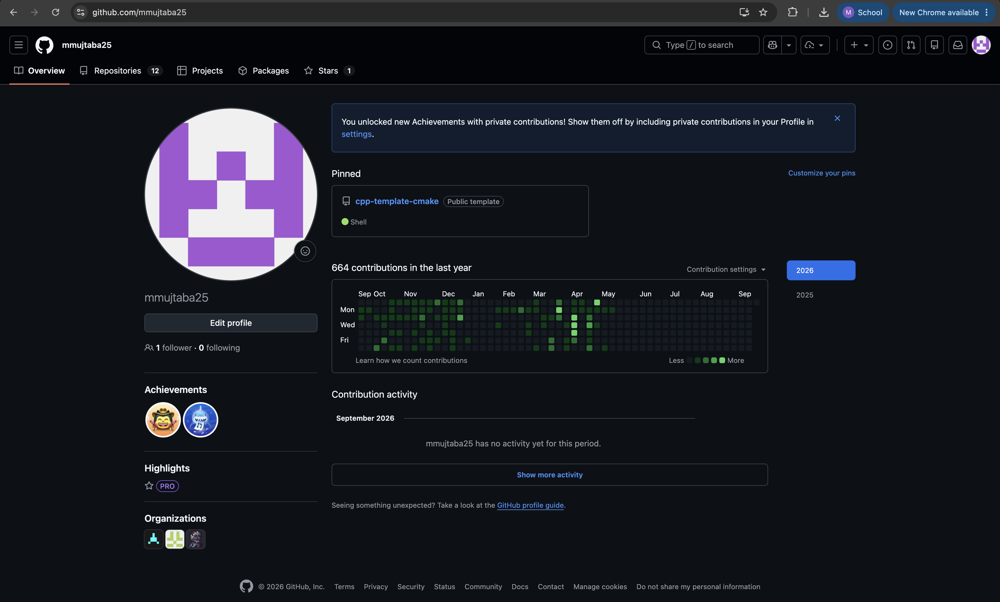 github.com/mmujtaba25
M School
New Chrome available
mmujtaba25
Type / to search
Overview
Repositories 12
Projects
Packages
Stars 1
You unlocked new Achievements with private contributions! Show them off by including private contributions in your Profile in
settings.
Pinned
Customize your pins
cpp-template-cmake Public template
Shell
mmujtaba25
Edit profile
1 follower · 0 following
Achievements
Highlights
PRO
Organizations
664 contributions in the last year
Contribution settings
2026
2025
Sep Oct Nov Dec Jan Feb Mar Apr May Jun Jul Aug Sep
Mon
Wed
Fri
Learn how we count contributions
Less More
Contribution activity
September 2026
mmujtaba25 has no activity yet for this period.
Show more activity
Seeing something unexpected? Take a look at the GitHub profile guide.
© 2026 GitHub, Inc. Terms Privacy Security Status Community Docs Contact Manage cookies Do not share my personal information